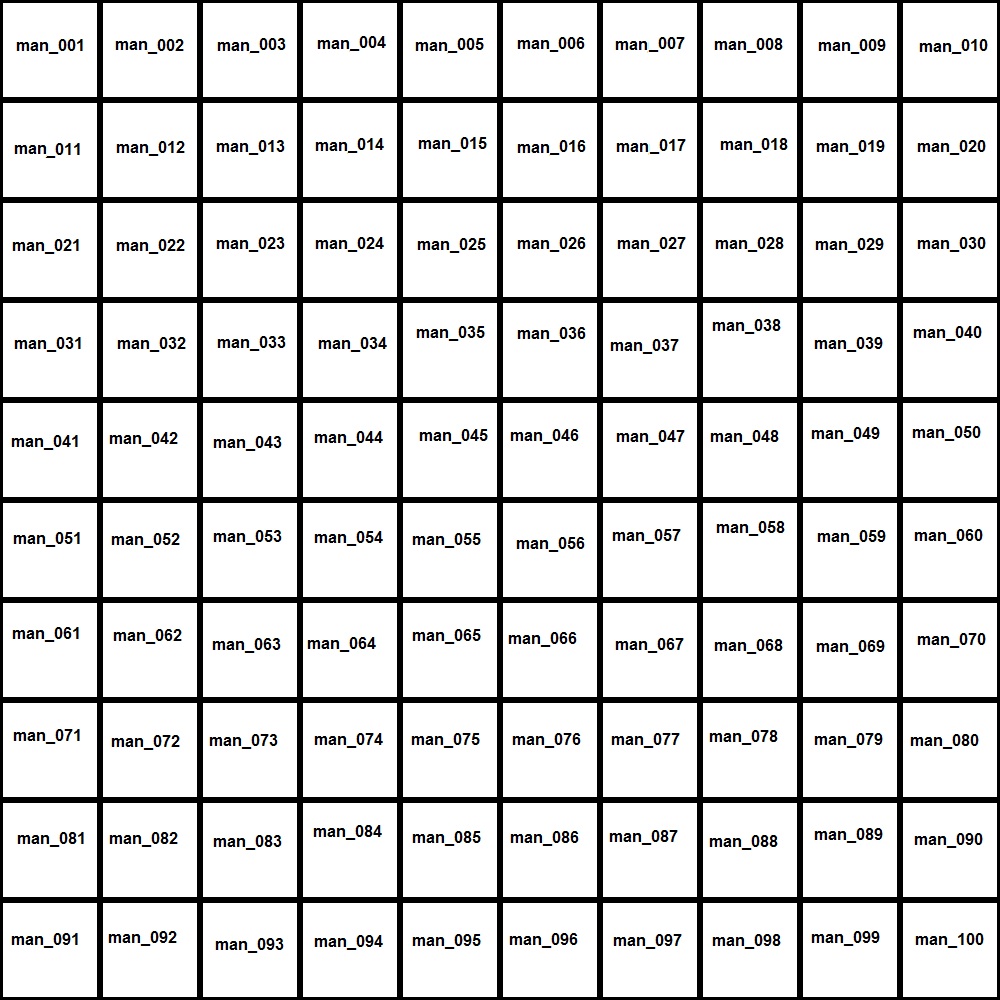 man_001 man_002 man_003 man_004 man_005 man_006 man_007 man_008 man_009 man_010
man_011 man_012 man_013 man_014 man_015 man_016 man_017 man_018 man_019 man_020
man_021 man_022 man_023 man_024 man_025 man_026 man_027 man_028 man_029 man_030
man_031 man_032 man_033 man_034 man_035 man_036 man_037 man_038 man_039 man_040
man_041 man_042 man_043 man_044 man_045 man_046 man_047 man_048 man_049 man_050
man_051 man_052 man_053 man_054 man_055 man_056 man_057 man_058 man_059 man_060
man_061 man_062 man_063 man_064 man_065 man_066 man_067 man_068 man_069 man_070
man_071 man_072 man_073 man_074 man_075 man_076 man_077 man_078 man_079 man_080
man_081 man_082 man_083 man_084 man_085 man_086 man_087 man_088 man_089 man_090
man_091 man_092 man_093 man_094 man_095 man_096 man_097 man_098 man_099 man_100